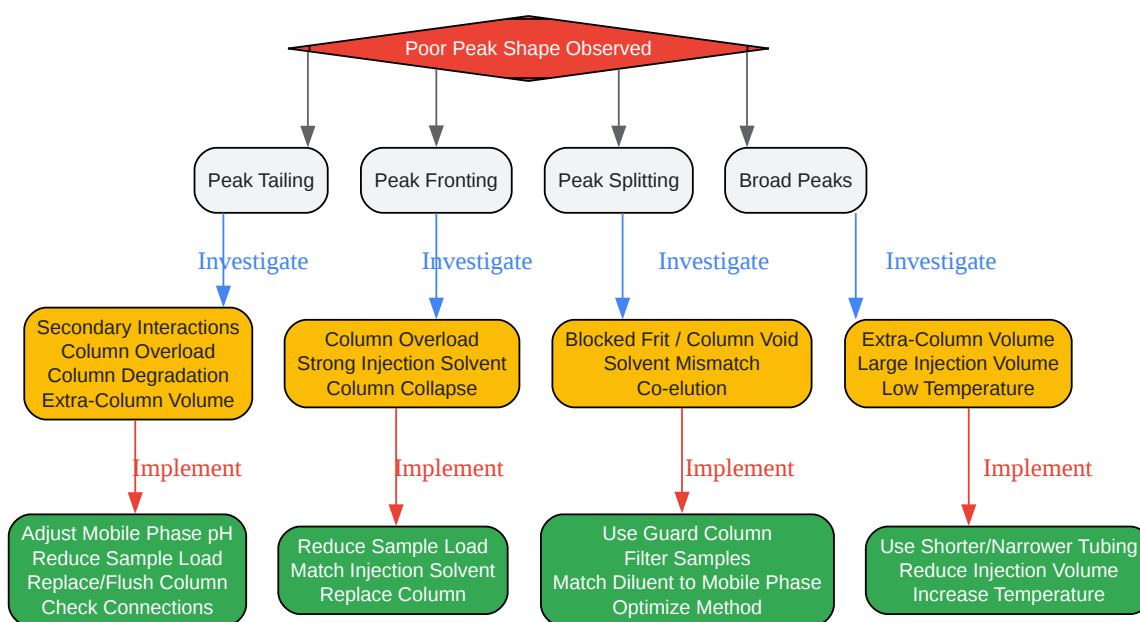 Poor Peak Shape Observed
Peak Tailing
Peak Fronting
Peak Splitting
Broad Peaks
Investigate
Investigate
Investigate
Investigate
Secondary Interactions
Column Overload
Column Degradation
Extra-Column Volume
Column Overload
Strong Injection Solvent
Column Collapse
Blocked Frit / Column Void
Solvent Mismatch
Co-elution
Extra-Column Volume
Large Injection Volume
Low Temperature
Implement
Implement
Implement
Implement
Adjust Mobile Phase pH
Reduce Sample Load
Replace/Flush Column
Check Connections
Reduce Sample Load
Match Injection Solvent
Replace Column
Use Guard Column
Filter Samples
Match Diluent to Mobile Phase
Optimize Method
Use Shorter/Narrower Tubing
Reduce Injection Volume
Increase Temperature